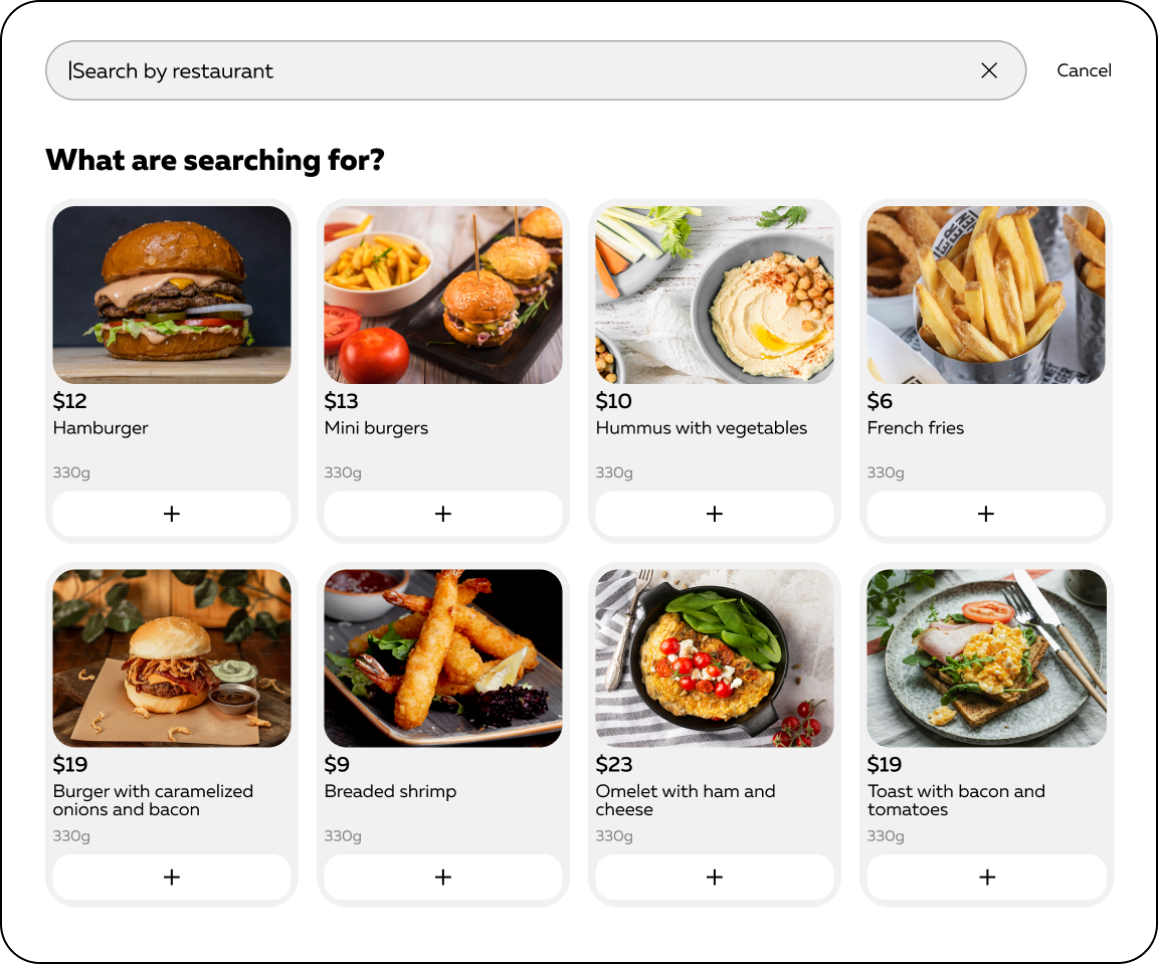 Search by restaurant
Cancel
What are searching for?
$12
Hamburger
330g
+
$13
Mini burgers
330g
+
$10
Hummus with vegetables
330g
+
$6
French fries
330g
+
$19
Burger with caramelized
onions and bacon
330g
+
$9
Breaded shrimp
330g
+
$23
Omelet with ham and
cheese
330g
+
$19
Toast with bacon and
tomatoes
330g
+